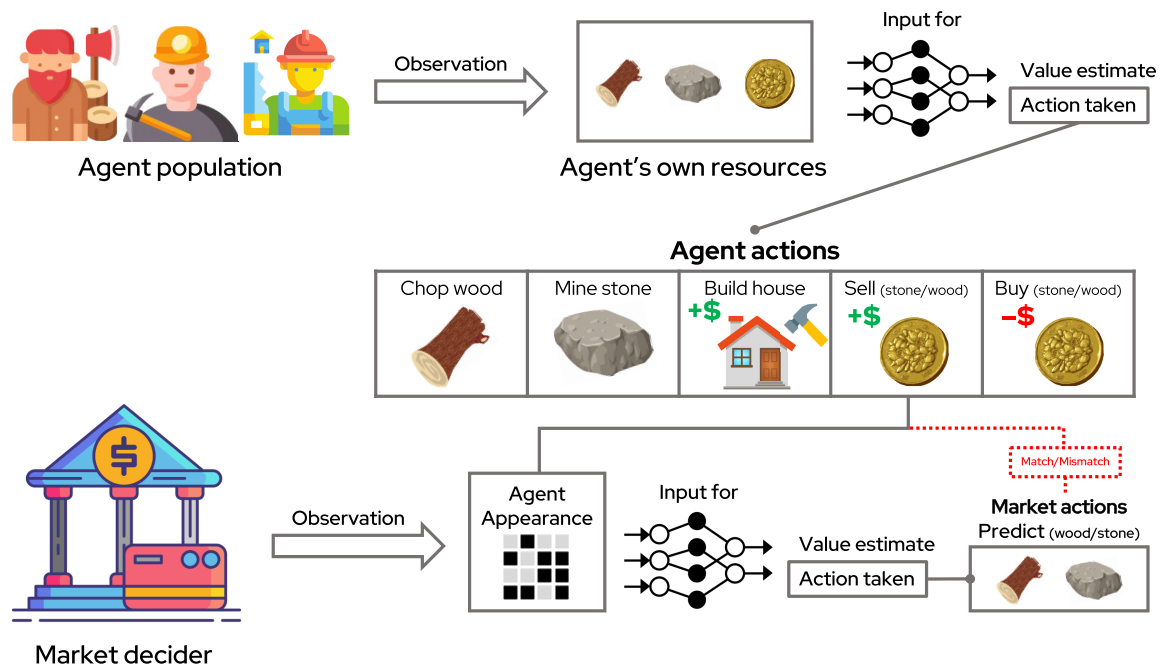 Input for
Observation
Value estimate
Action taken
Agent population
Agent's own resources
Agent actions
Chop wood
Mine stone
Build house
Sell (stone/wood)
Buy (stone/wood)
+$
+$
–$
$
Match/Mismatch
Agent
Appearance
Input for
Market actions
Predict (wood/stone)
Observation
Value estimate
Action taken
Market decider